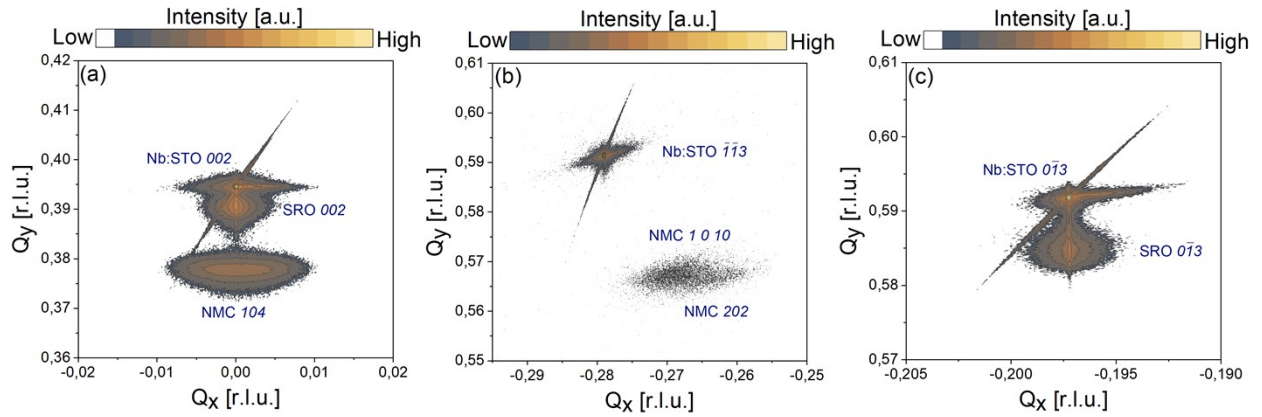 Intensity [a.u.]
Low High
(a)
0,42
0,41
0,40
0,39
0,38
0,37
0,36
Qy [r.l.u.]
Nb:STO 002
SRO 002
NMC 104
-0,02 -0,01 0,00 0,01 0,02
Qx [r.l.u.]
Intensity [a.u.]
Low High
(b)
0,61
0,60
0,59
0,58
0,57
0,56
0,55
Qy [r.l.u.]
Nb:STO 1̄1̄3
NMC 1 0 10
NMC 202
-0,29 -0,28 -0,27 -0,26 -0,25
Qx [r.l.u.]
Intensity [a.u.]
Low High
(c)
0,61
0,60
0,59
0,58
0,57
Qy [r.l.u.]
Nb:STO 01̄3
SRO 01̄3
-0,205 -0,200 -0,195 -0,190
Qx [r.l.u.]